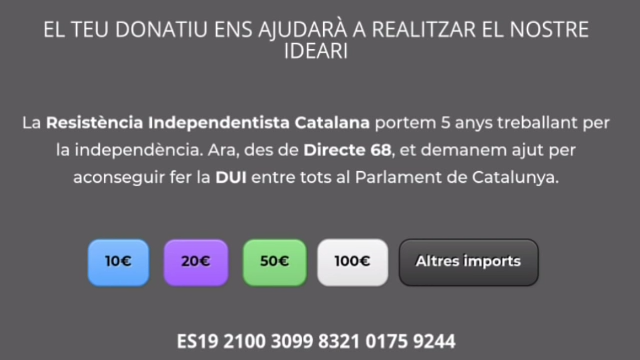 EL TEU DONATIU ENS AJUDARÀ A REALITZAR EL NOSTRE
IDEARI
La Resistència Independentista Catalana portem 5 anys treballant per
la independència. Ara, des de Directe 68, et demanem ajut per
aconseguir fer la DUI entre tots al Parlament de Catalunya.
10€ 20€ 50€ 100€ Altres imports
ES19 2100 3099 8321 0175 9244